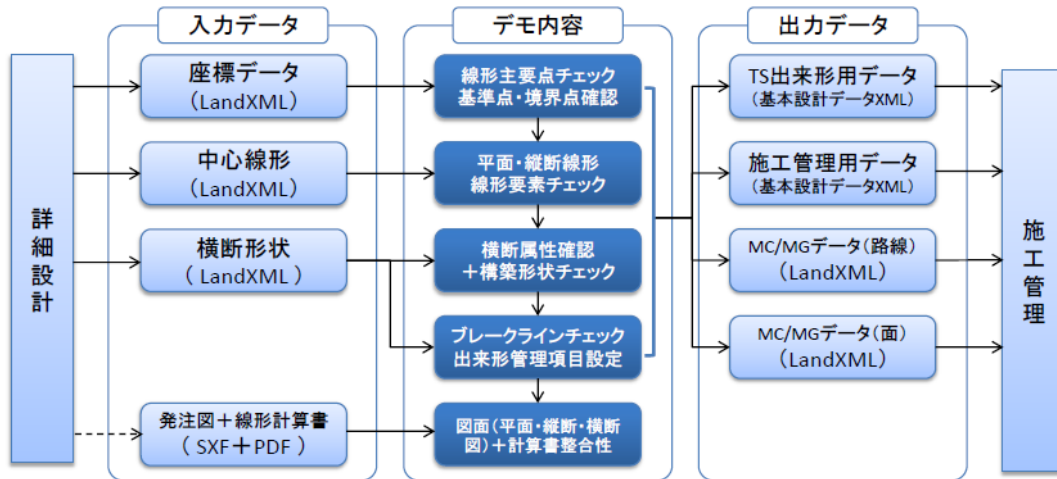 入力データ
デモ内容
出力データ
詳細設計
座標データ
（LandXML）
中心線形
（LandXML）
横断形状
（ LandXML ）
発注図＋線形計算書
（ SXF＋PDF ）
線形主要点チェック
基準点・境界点確認
平面・縦断線形
線形要素チェック
横断属性確認
＋構築形状チェック
ブレークラインチェック
出来形管理項目設定
図面（平面・縦断・横断
図）＋計算書整合性
TS出来形用データ
（基本設計データXML）
施工管理用データ
（基本設計データXML）
MC/MGデータ（路線）
（LandXML）
MC/MGデータ（面）
（LandXML）
施工管理